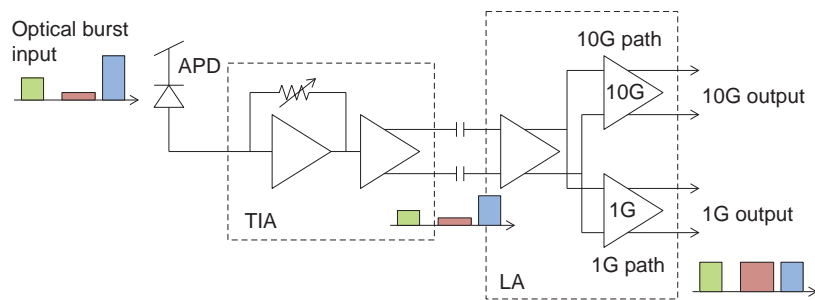 Optical burst
input
APD
TIA
LA
10G path
10G
10G output
1G
1G output
1G path